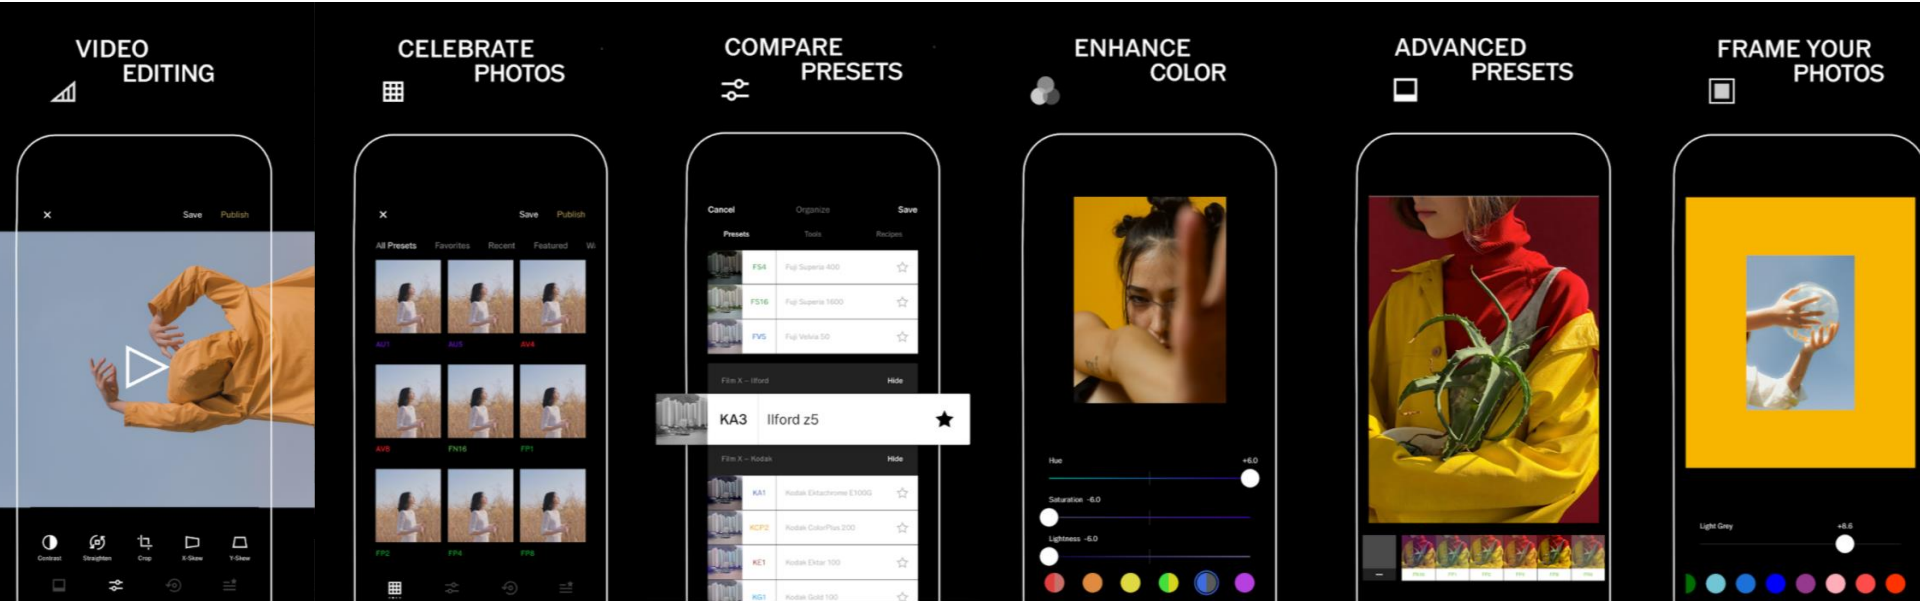 VIDEO
EDITING
× Save Publish
Contrast Straighten Crop X-Skew Y-Skew
CELEBRATE
PHOTOS
× Save Publish
All Presets Favorites Recent Featured
AU1 AU5 AV4
AV8 FN16 FP1
FP2 FP4 FP8
COMPARE
PRESETS
Cancel Organize Save
Presets Tools Recipes
FS4 Fuji Superia 400
FS16 Fuji Superia 1600
FV5 Fuji Velvia 50
Film X – Ilford Hide
KA3 Ilford z5
Film X – Kodak Hide
KA1 Kodak Ektachrome E100G
KCP2 Kodak ColorPlus 200
KE1 Kodak Ektar 100
KG1 Kodak Gold 100
ENHANCE
COLOR
Hue +6.0
Saturation -6.0
Lightness -6.0
ADVANCED
PRESETS
FRAME YOUR
PHOTOS
Light Grey +8.6